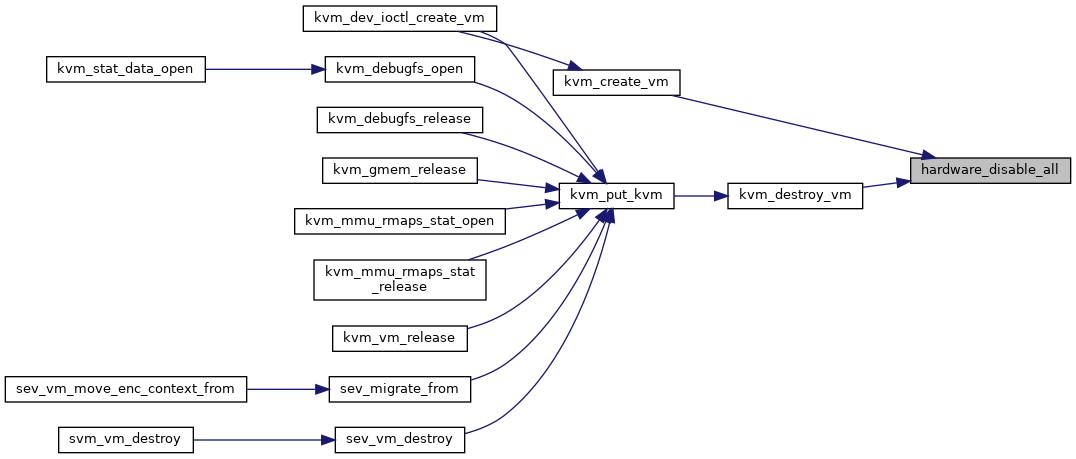 kvm_dev_ioctl_create_vm
kvm_stat_data_open
kvm_debugfs_open
kvm_create_vm
kvm_debugfs_release
kvm_gmem_release
hardware_disable_all
kvm_put_kvm
kvm_destroy_vm
kvm_mmu_rmaps_stat_open
kvm_mmu_rmaps_stat
_release
kvm_vm_release
sev_vm_move_enc_context_from
sev_migrate_from
svm_vm_destroy
sev_vm_destroy